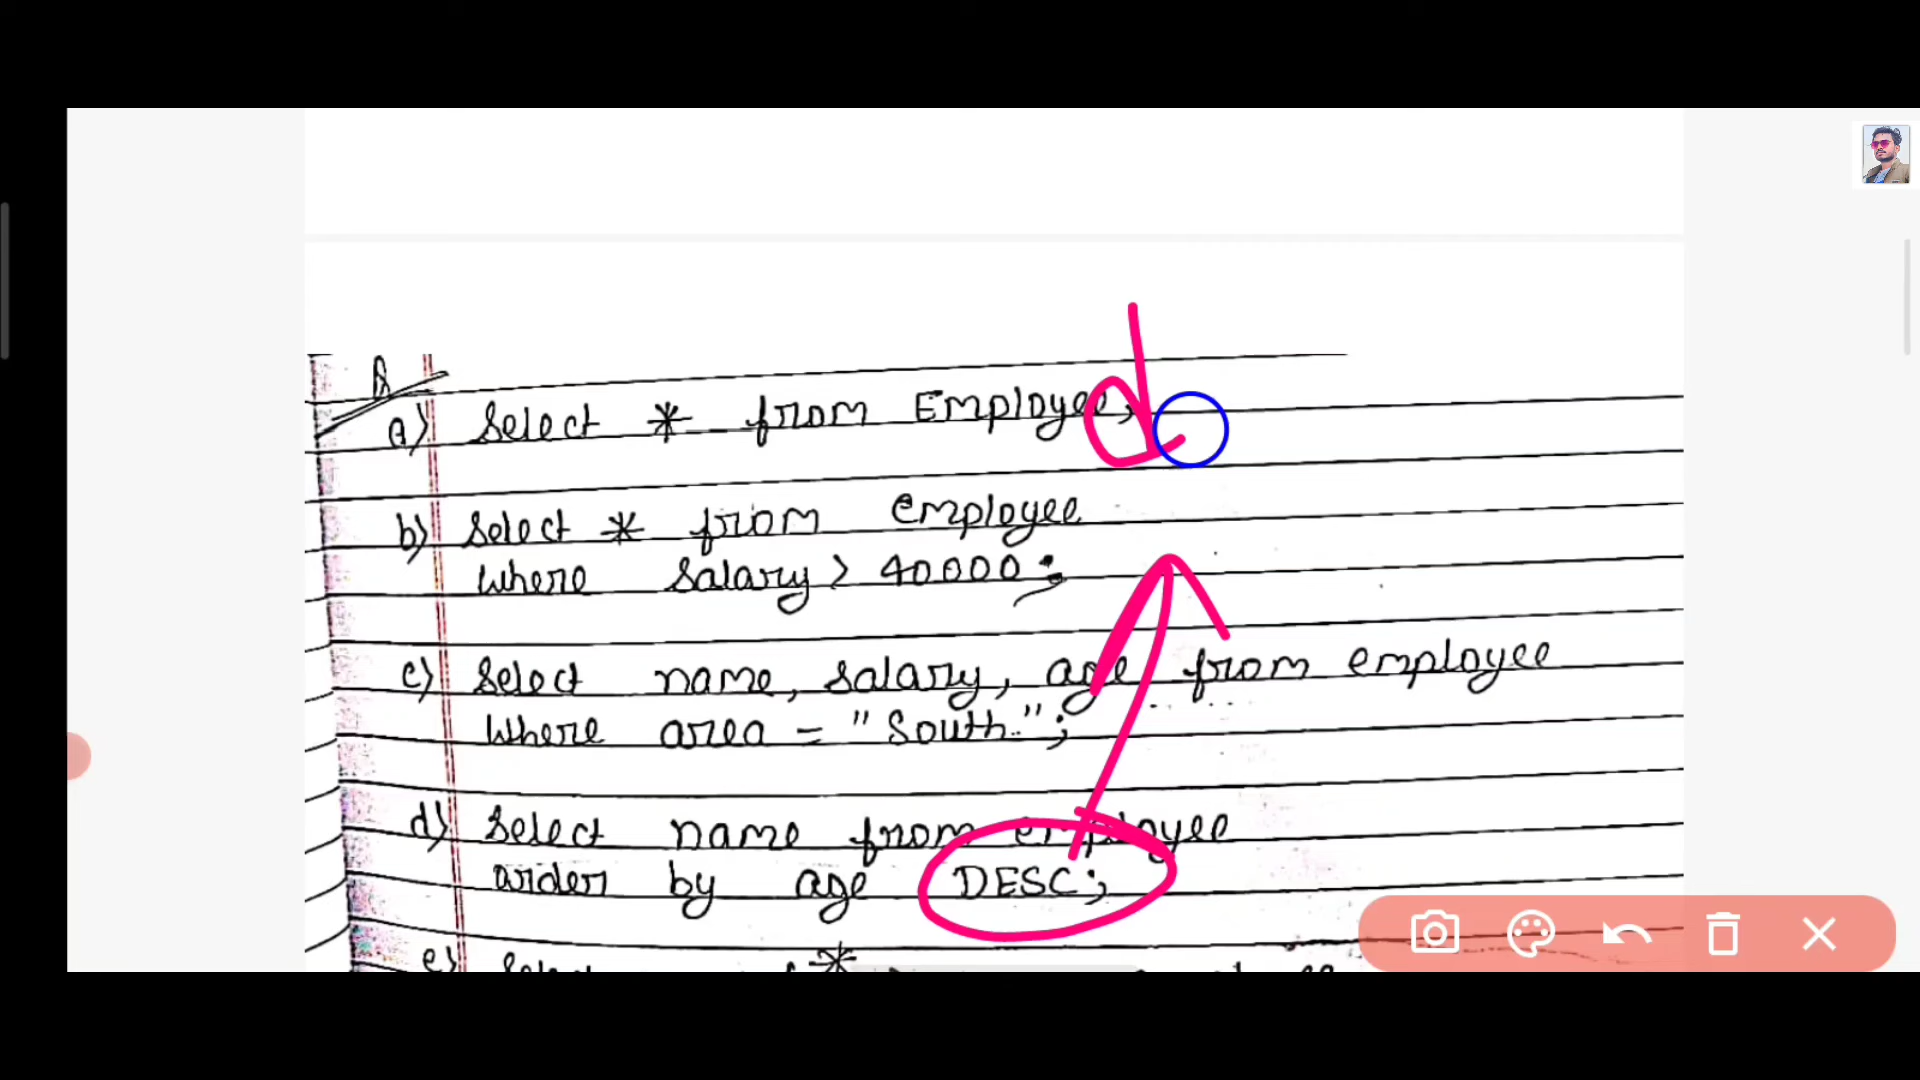 A
a) Select * from Employee;
b) Select * from employee
where salary > 40000;
c) Select name, salary, age from employee
where area = "South";
d) Select name from employee
order by age DESC;
e)